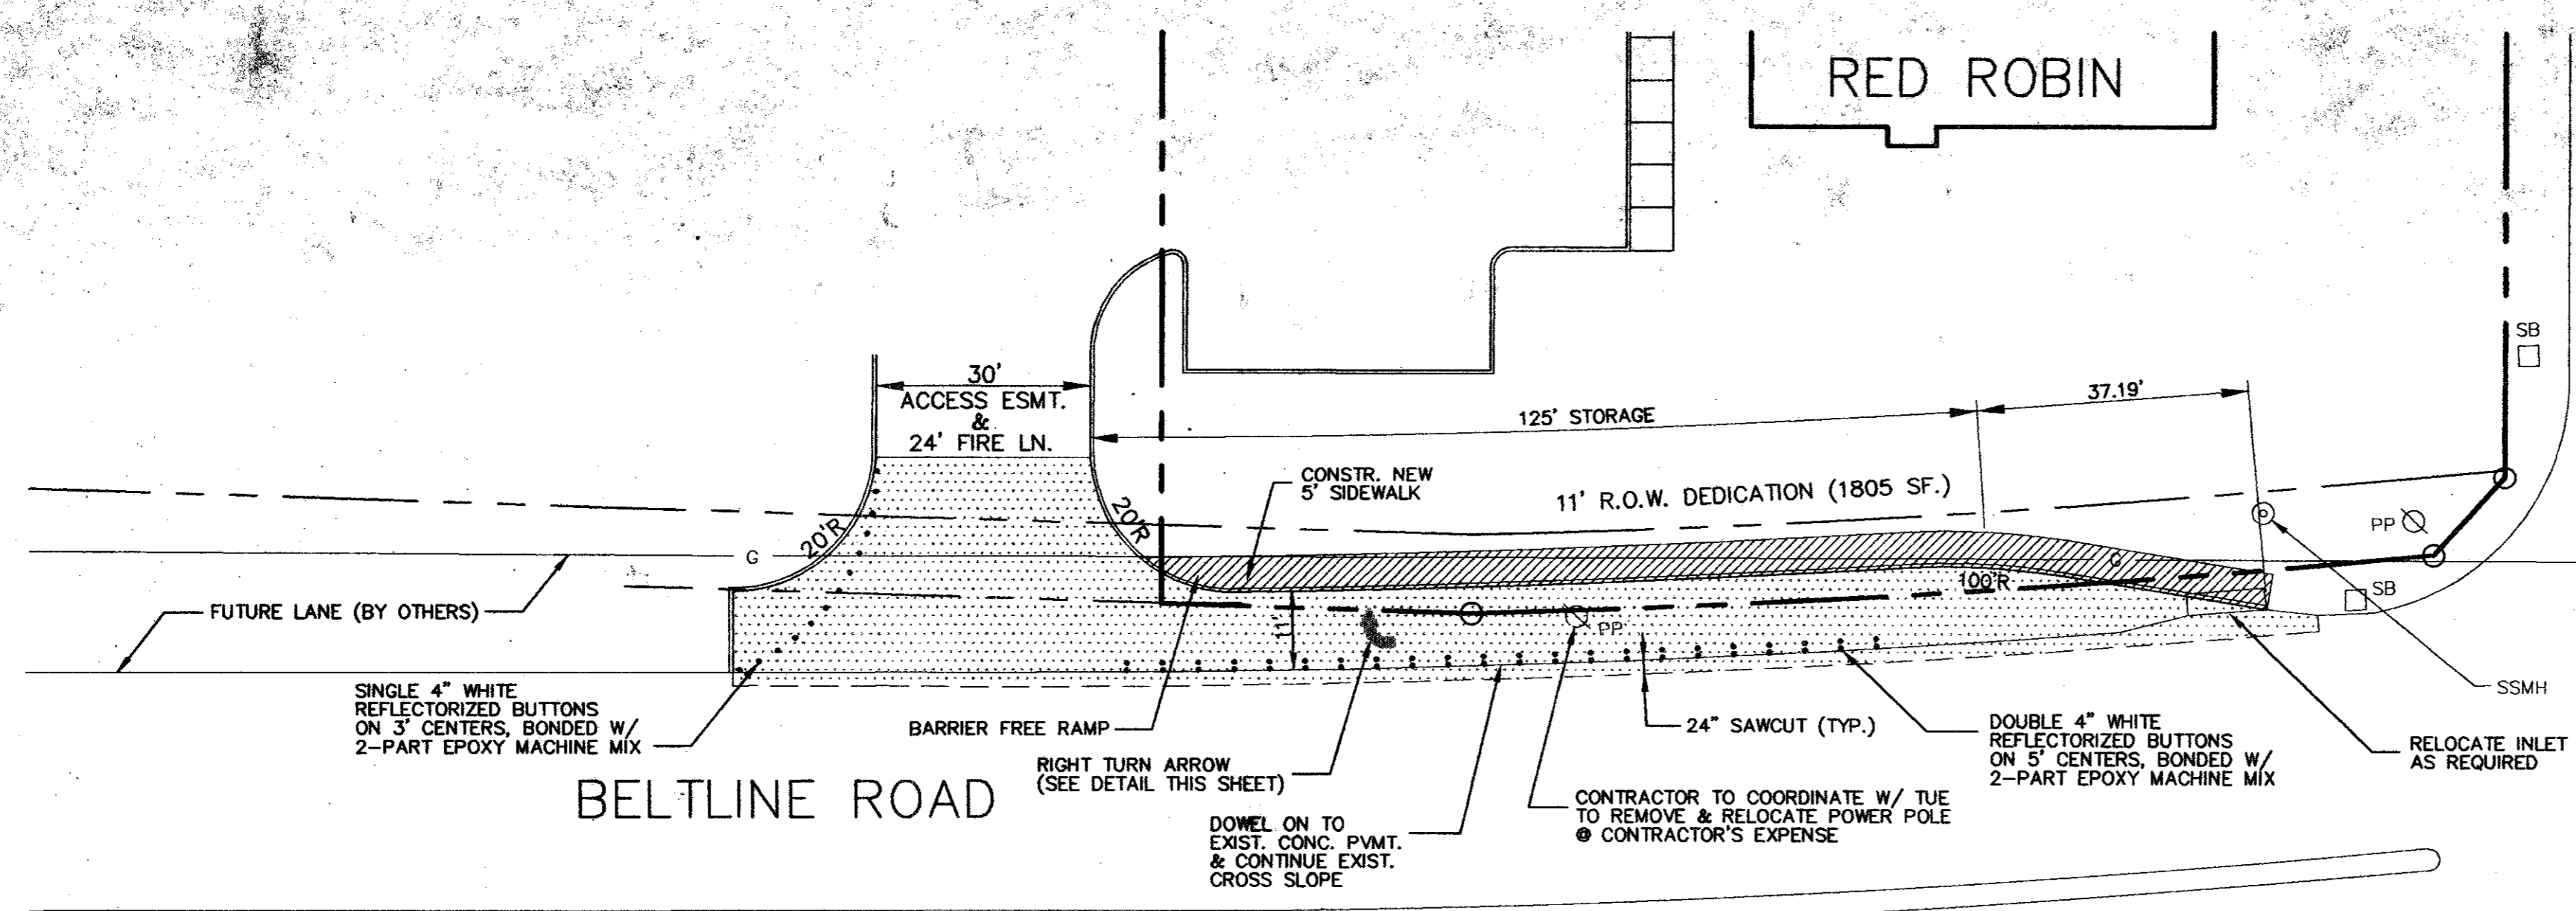 RED ROBIN
SB
30'
ACCESS ESMT.
&
24' FIRE LN.
37.19'
125' STORAGE
CONSTR. NEW
5' SIDEWALK
11' R.O.W. DEDICATION (1805 SF.)
PP
20'R
20'R
G
G
100'R
SB
FUTURE LANE (BY OTHERS)
11'
PP
SSMH
SINGLE 4" WHITE
REFLECTORIZED BUTTONS
ON 3' CENTERS, BONDED W/
2-PART EPOXY MACHINE MIX
BARRIER FREE RAMP
24" SAWCUT (TYP.)
DOUBLE 4" WHITE
REFLECTORIZED BUTTONS
ON 5' CENTERS, BONDED W/
2-PART EPOXY MACHINE MIX
RELOCATE INLET
AS REQUIRED
RIGHT TURN ARROW
(SEE DETAIL THIS SHEET)
BELTLINE ROAD
CONTRACTOR TO COORDINATE W/ TUE
TO REMOVE & RELOCATE POWER POLE
@ CONTRACTOR'S EXPENSE
DOWEL ON TO
EXIST. CONC. PVMT.
& CONTINUE EXIST.
CROSS SLOPE